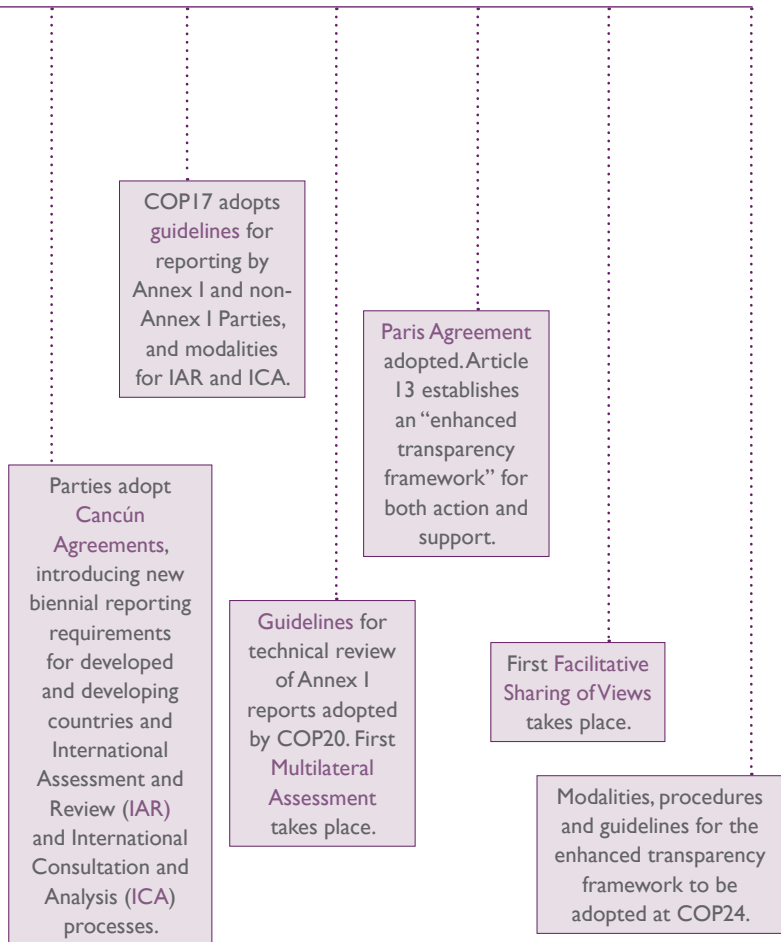 COP17 adopts
guidelines for
reporting by
Annex I and non-
Annex I Parties,
and modalities
for IAR and ICA.
Paris Agreement
adopted. Article
13 establishes
an “enhanced
transparency
framework” for
both action and
support.
Parties adopt
Cancún
Agreements,
introducing new
biennial reporting
requirements
for developed
and developing
countries and
International
Assessment and
Review (IAR)
and International
Consultation and
Analysis (ICA)
processes.
Guidelines for
technical review
of Annex I
reports adopted
by COP20. First
Multilateral
Assessment
takes place.
First Facilitative
Sharing of Views
takes place.
Modalities, procedures
and guidelines for the
enhanced transparency
framework to be
adopted at COP24.